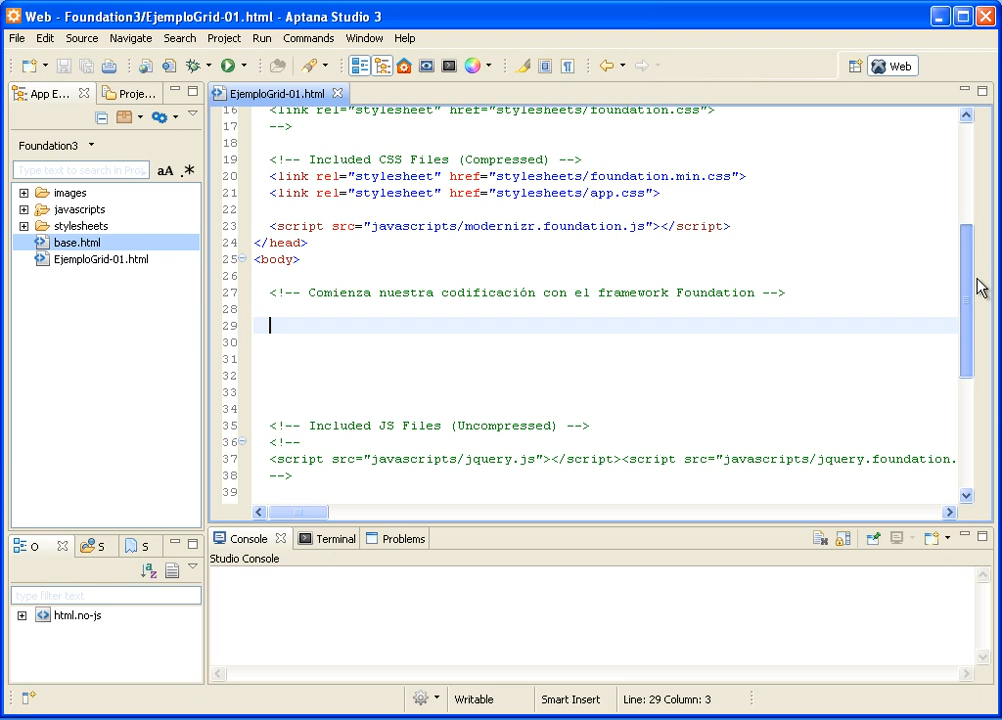 Web - Foundation3/EjemploGrid-01.html - Aptana Studio 3
File Edit Source Navigate Search Project Run Commands Window Help
Web
App E... Proje...
Foundation3
Type text to search in Proj
aA .*
images
javascripts
stylesheets
base.html
EjemploGrid-01.html
EjemploGrid-01.html
16 <link rel="stylesheet" href="stylesheets/foundation.css">
17 -->
18
19 <!-- Included CSS Files (Compressed) -->
20 <link rel="stylesheet" href="stylesheets/foundation.min.css">
21 <link rel="stylesheet" href="stylesheets/app.css">
22
23 <script src="javascripts/modernizr.foundation.js"></script>
24 </head>
25 <body>
26
27 <!-- Comienza nuestra codificación con el framework Foundation -->
28
29
30
31
32
33
34
35 <!-- Included JS Files (Uncompressed) -->
36 <!--
37 <script src="javascripts/jquery.js"></script><script src="javascripts/jquery.foundation.
38 -->
39
O S S
type filter text
html.no-js
Console Terminal Problems
Studio Console
Writable Smart Insert Line: 29 Column: 3